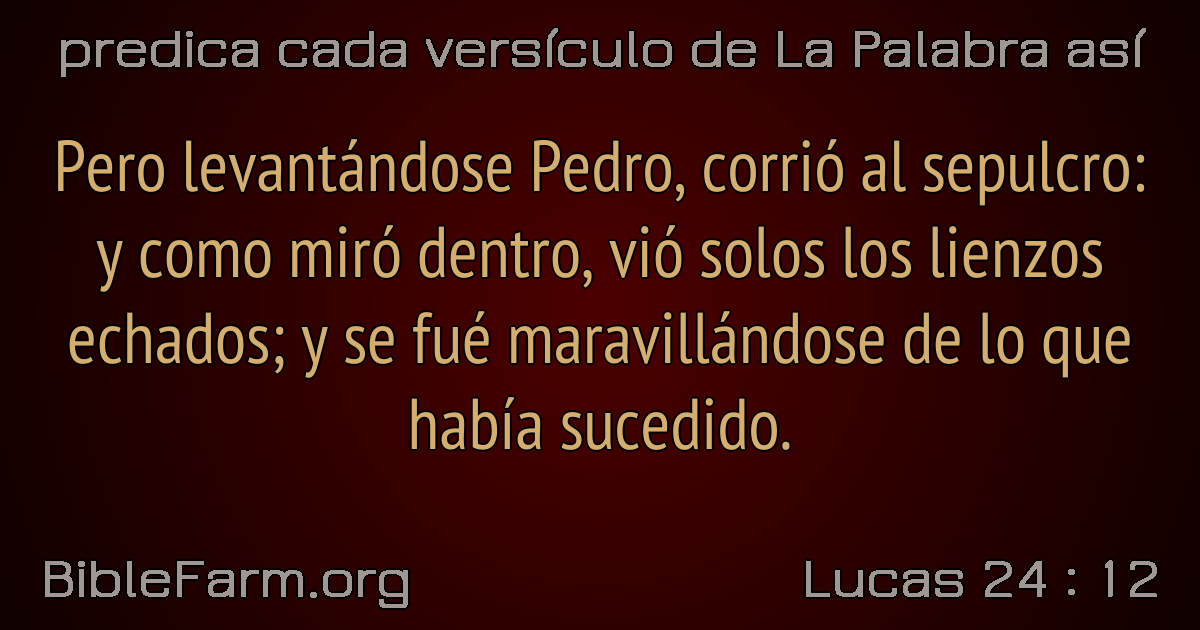 predica cada versículo de La Palabra así
Pero levantándose Pedro, corrió al sepulcro:
y como miró dentro, vió solos los lienzos
echados; y se fué maravillándose de lo que
había sucedido.
BibleFarm.org
Lucas 24 : 12